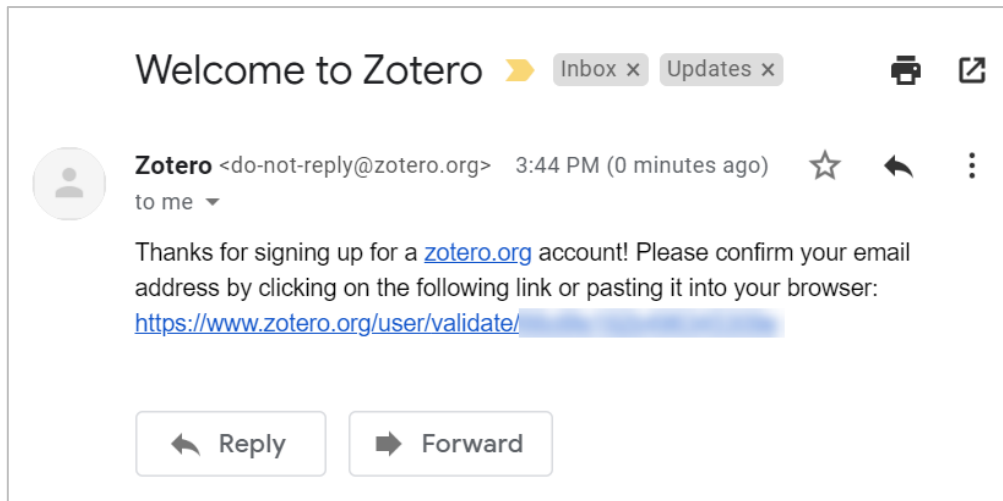 Welcome to Zotero Inbox × Updates ×
Zotero <do-not-reply@zotero.org> 3:44 PM (0 minutes ago)
to me
Thanks for signing up for a zotero.org account! Please confirm your email
address by clicking on the following link or pasting it into your browser:
https://www.zotero.org/user/validate/
Reply Forward